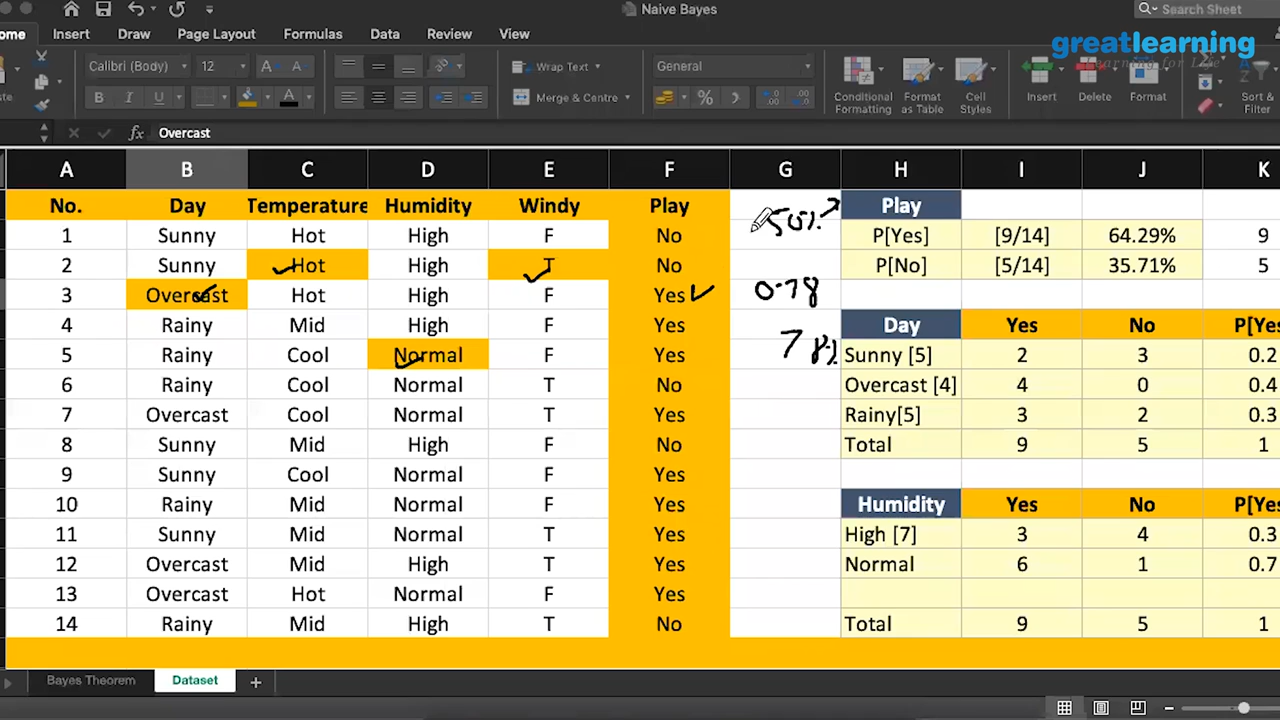 Naive Bayes
Search Sheet
greatlearning
Learning for Life
ome Insert Draw Page Layout Formulas Data Review View
Calibri (Body) 12 A A Wrap Text General
B I U A Merge & Centre % Conditional Formatting Format as Table Cell Styles Insert Delete Format Sort & Filter
fx Overcast
A B C D E F G H I J K
No. Day Temperature Humidity Windy Play Play
1 Sunny Hot High F No 50% P[Yes] [9/14] 64.29% 9
2 Sunny Hot High T No P[No] [5/14] 35.71% 5
3 Overcast Hot High F Yes 0.78
4 Rainy Mid High F Yes Day Yes No P[Yes
5 Rainy Cool Normal F Yes 78% Sunny [5] 2 3 0.2
6 Rainy Cool Normal T No Overcast [4] 4 0 0.4
7 Overcast Cool Normal T Yes Rainy[5] 3 2 0.3
8 Sunny Mid High F No Total 9 5 1
9 Sunny Cool Normal F Yes
10 Rainy Mid Normal F Yes Humidity Yes No P[Yes
11 Sunny Mid Normal T Yes High [7] 3 4 0.3
12 Overcast Mid High T Yes Normal 6 1 0.7
13 Overcast Hot Normal F Yes
14 Rainy Mid High T No Total 9 5 1
Bayes Theorem Dataset